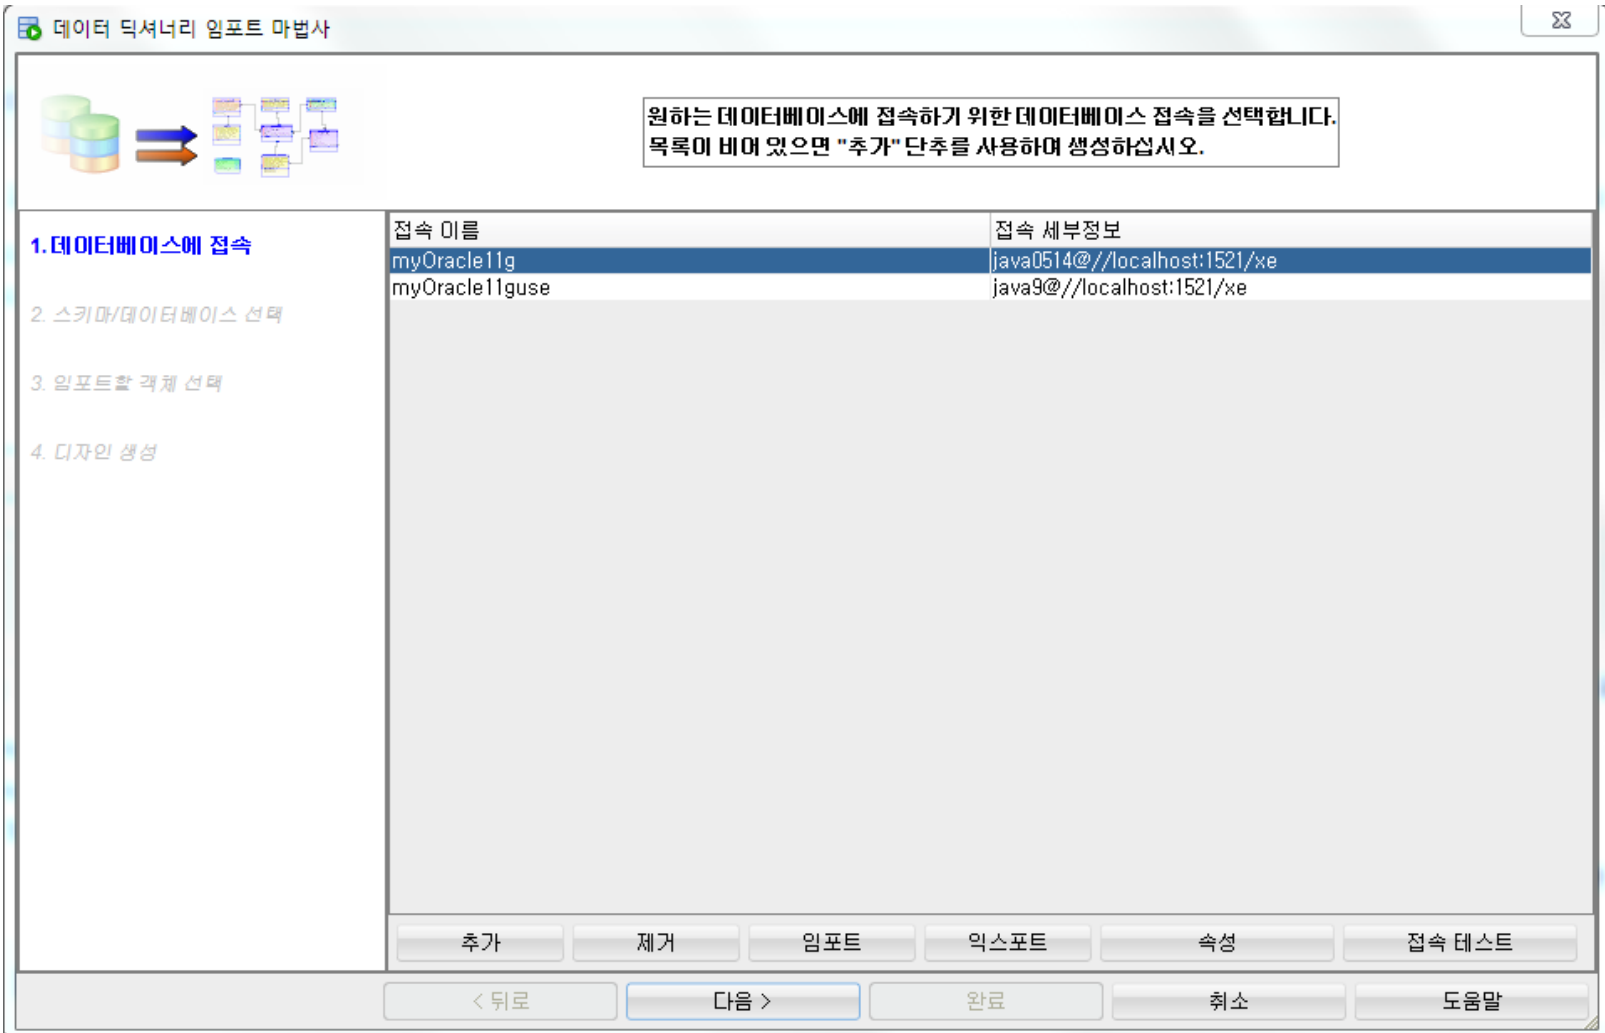 데이터 딕셔너리 임포트 마법사
원하는 데이터베이스에 접속하기 위한 데이터베이스 접속을 선택합니다.
목록이 비어 있으면 "추가" 단추를 사용하여 생성하십시오.
1. 데이터베이스에 접속
2. 스키마/데이터베이스 선택
3. 임포트할 객체 선택
4. 디자인 생성
접속 이름 접속 세부정보
myOracle11g java0514@//localhost:1521/xe
myOracle11guse java9@//localhost:1521/xe
추가 제거 임포트 익스포트 속성 접속 테스트
< 뒤로 다음 > 완료 취소 도움말